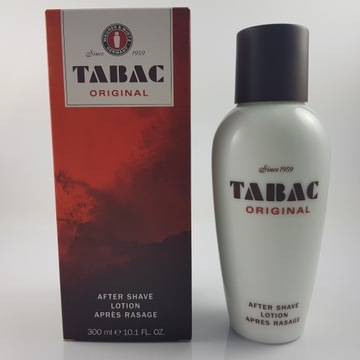 Since 1959
TABAC
ORIGINAL
AFTER SHAVE
LOTION
APRÈS RASAGE
300 ml e 10.1 FL. OZ.
Since 1959
TABAC
ORIGINAL
AFTER SHAVE
LOTION
APRÈS RASAGE